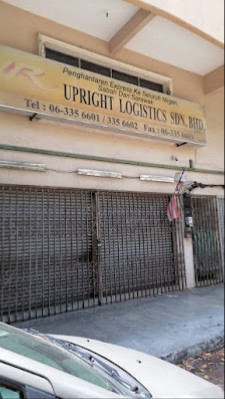 Penghantaran Express Ke Seluruh Negeri,
Sabah Dan Sarawak
UPRIGHT LOGISTICS SDN. BHD.
Tel : 06-335 6601 / 335 6602 Fax : 06-335 6603